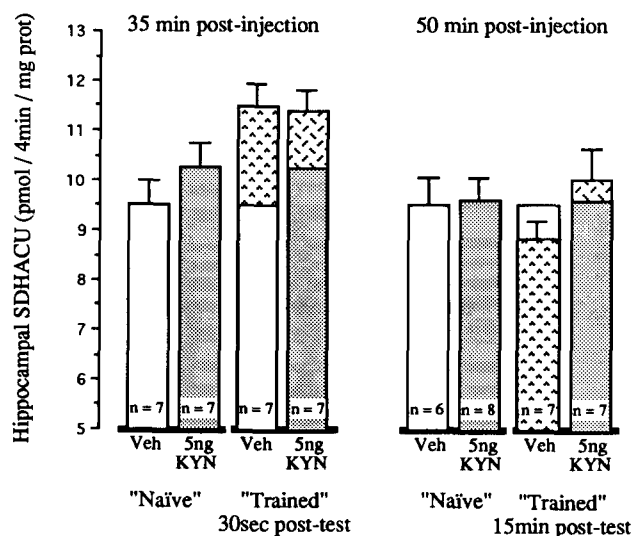 35 min post-injection 50 min post-injection
Hippocampal SDHACU (pmol / 4min / mg prot)
13
12
11
10
9
8
7
6
5
n = 7 n = 7 n = 7 n = 7 n = 6 n = 8 n = 7 n = 7
Veh 5ng Veh 5ng Veh 5ng Veh 5ng
KYN KYN KYN KYN
"Naïve" "Trained" "Naïve" "Trained"
30sec post-test 15min post-test